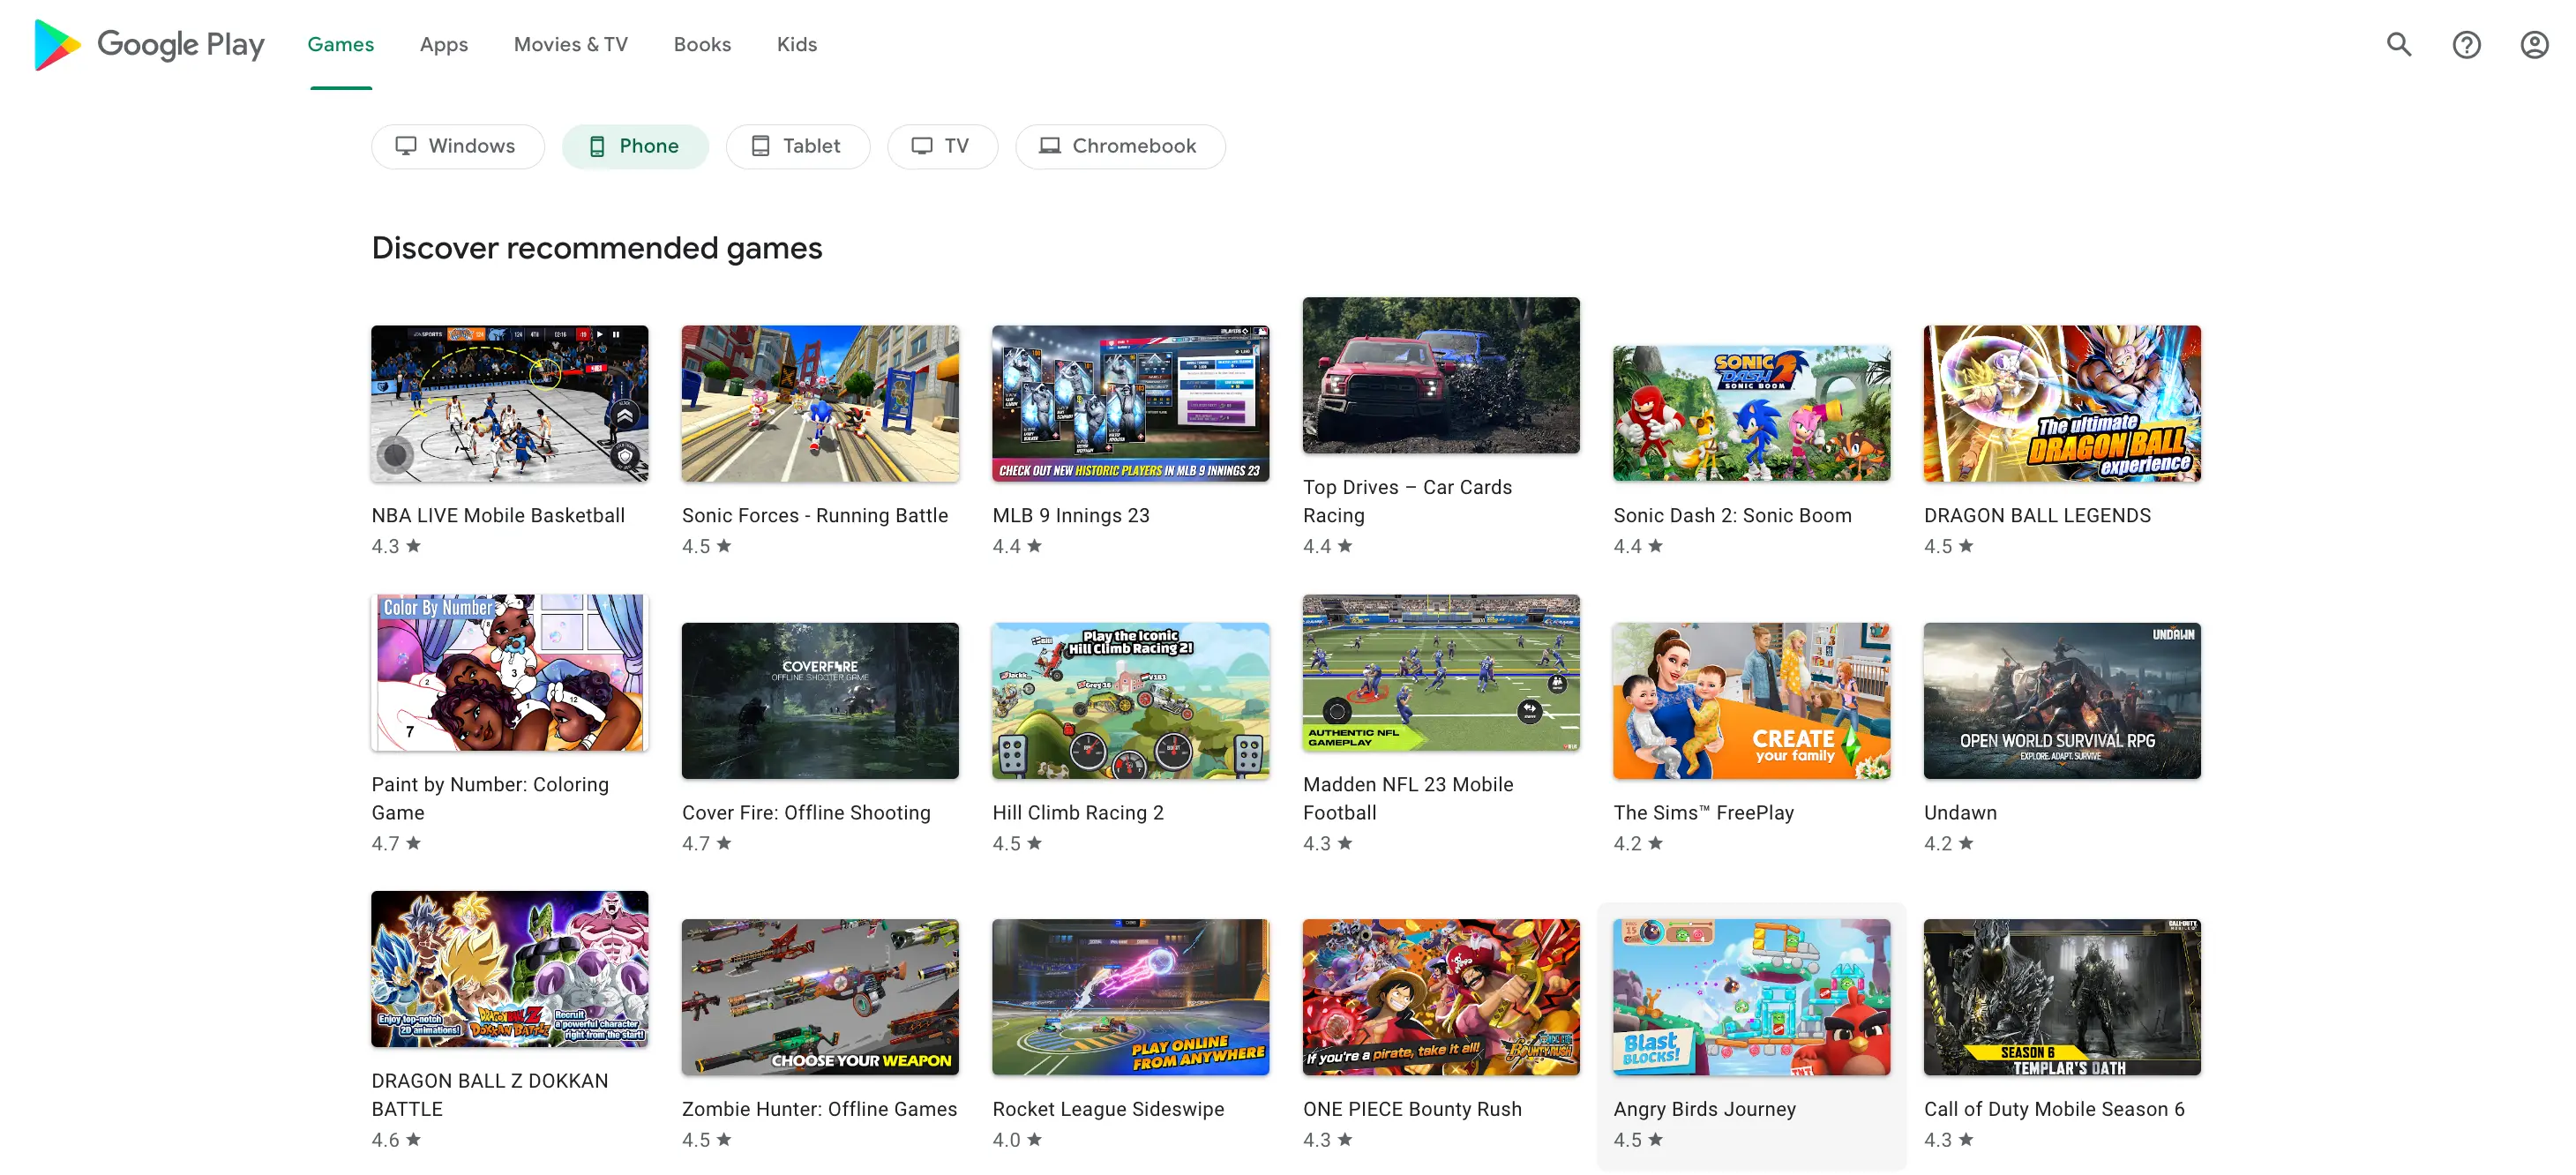 Google Play
Games
Apps
Movies & TV
Books
Kids
Windows
Phone
Tablet
TV
Chromebook
Discover recommended games
CHECK OUT NEW HISTORIC PLAYERS IN MLB 9 INNINGS 23
SONIC
DASH 2
SONIC BOOM
The ultimate
DRAGON BALL
experience
NBA LIVE Mobile Basketball
4.3 ★
Sonic Forces - Running Battle
4.5 ★
MLB 9 Innings 23
4.4 ★
Top Drives – Car Cards
Racing
4.4 ★
Sonic Dash 2: Sonic Boom
4.4 ★
DRAGON BALL LEGENDS
4.5 ★
Color By Number
7
COVERFIRE
OFFLINE SHOOTER GAME
Play the Iconic
Hill Climb Racing 2!
AUTHENTIC NFL
GAMEPLAY
CREATE
your family
UNDAWN
OPEN WORLD SURVIVAL RPG
EXPLORE. ADAPT. SURVIVE
Paint by Number: Coloring
Game
4.7 ★
Cover Fire: Offline Shooting
4.7 ★
Hill Climb Racing 2
4.5 ★
Madden NFL 23 Mobile
Football
4.3 ★
The Sims™ FreePlay
4.2 ★
Undawn
4.2 ★
Enjoy top-notch
2D animations!
DRAGON BALL Z
DOKKAN BATTLE
Recruit
a powerful character
right from the start!
CHOOSE YOUR WEAPON
PLAY ONLINE
FROM ANYWHERE
If you're a pirate, take it all!
BOUNTY RUSH
Blast
BLOCKS!
SEASON 6
TEMPLAR'S OATH
DRAGON BALL Z DOKKAN
BATTLE
4.6 ★
Zombie Hunter: Offline Games
4.5 ★
Rocket League Sideswipe
4.0 ★
ONE PIECE Bounty Rush
4.3 ★
Angry Birds Journey
4.5 ★
Call of Duty Mobile Season 6
4.3 ★